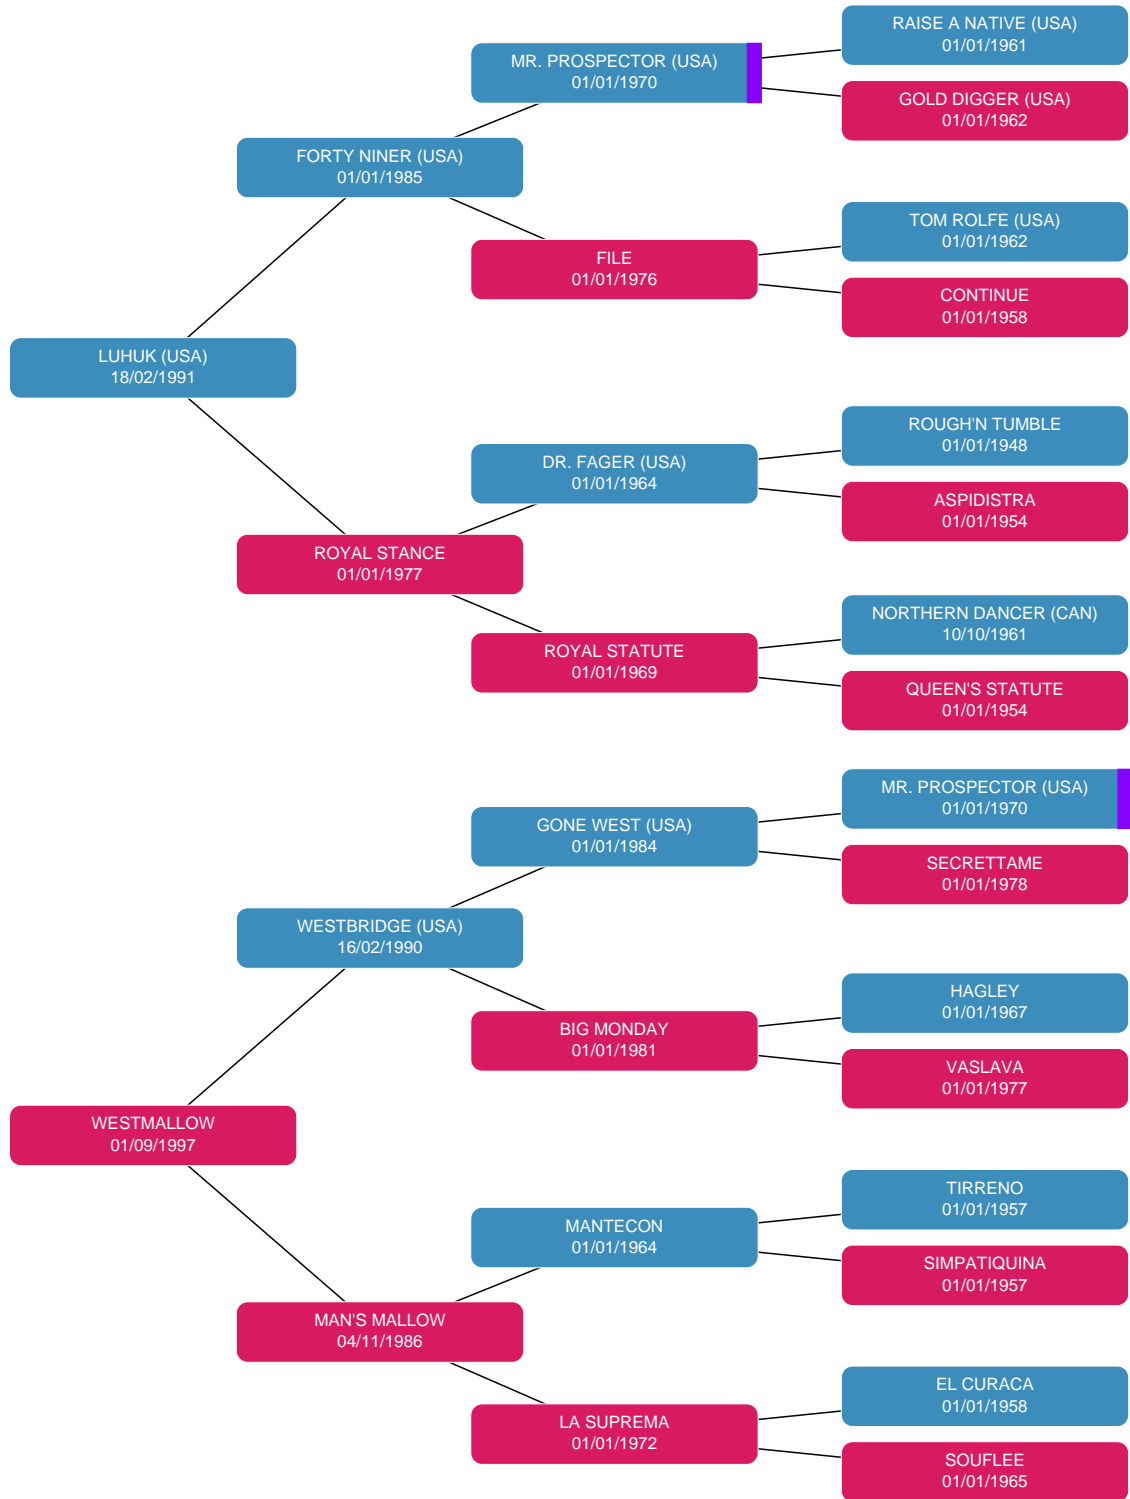 RAISE A NATIVE (USA)
01/01/1961
MR. PROSPECTOR (USA)
01/01/1970
GOLD DIGGER (USA)
01/01/1962
FORTY NINER (USA)
01/01/1985
TOM ROLFE (USA)
01/01/1962
FILE
01/01/1976
CONTINUE
01/01/1958
LUHUK (USA)
18/02/1991
ROUGH'N TUMBLE
01/01/1948
DR. FAGER (USA)
01/01/1964
ASPIDISTRA
01/01/1954
ROYAL STANCE
01/01/1977
NORTHERN DANCER (CAN)
10/10/1961
ROYAL STATUTE
01/01/1969
QUEEN'S STATUTE
01/01/1954
MR. PROSPECTOR (USA)
01/01/1970
GONE WEST (USA)
01/01/1984
SECRETTAME
01/01/1978
WESTBRIDGE (USA)
16/02/1990
HAGLEY
01/01/1967
BIG MONDAY
01/01/1981
VASLAVA
01/01/1977
WESTMALLOW
01/09/1997
TIRRENO
01/01/1957
MANTECON
01/01/1964
SIMPATIQUINA
01/01/1957
MAN'S MALLOW
04/11/1986
EL CURACA
01/01/1958
LA SUPREMA
01/01/1972
SOUFLEE
01/01/1965